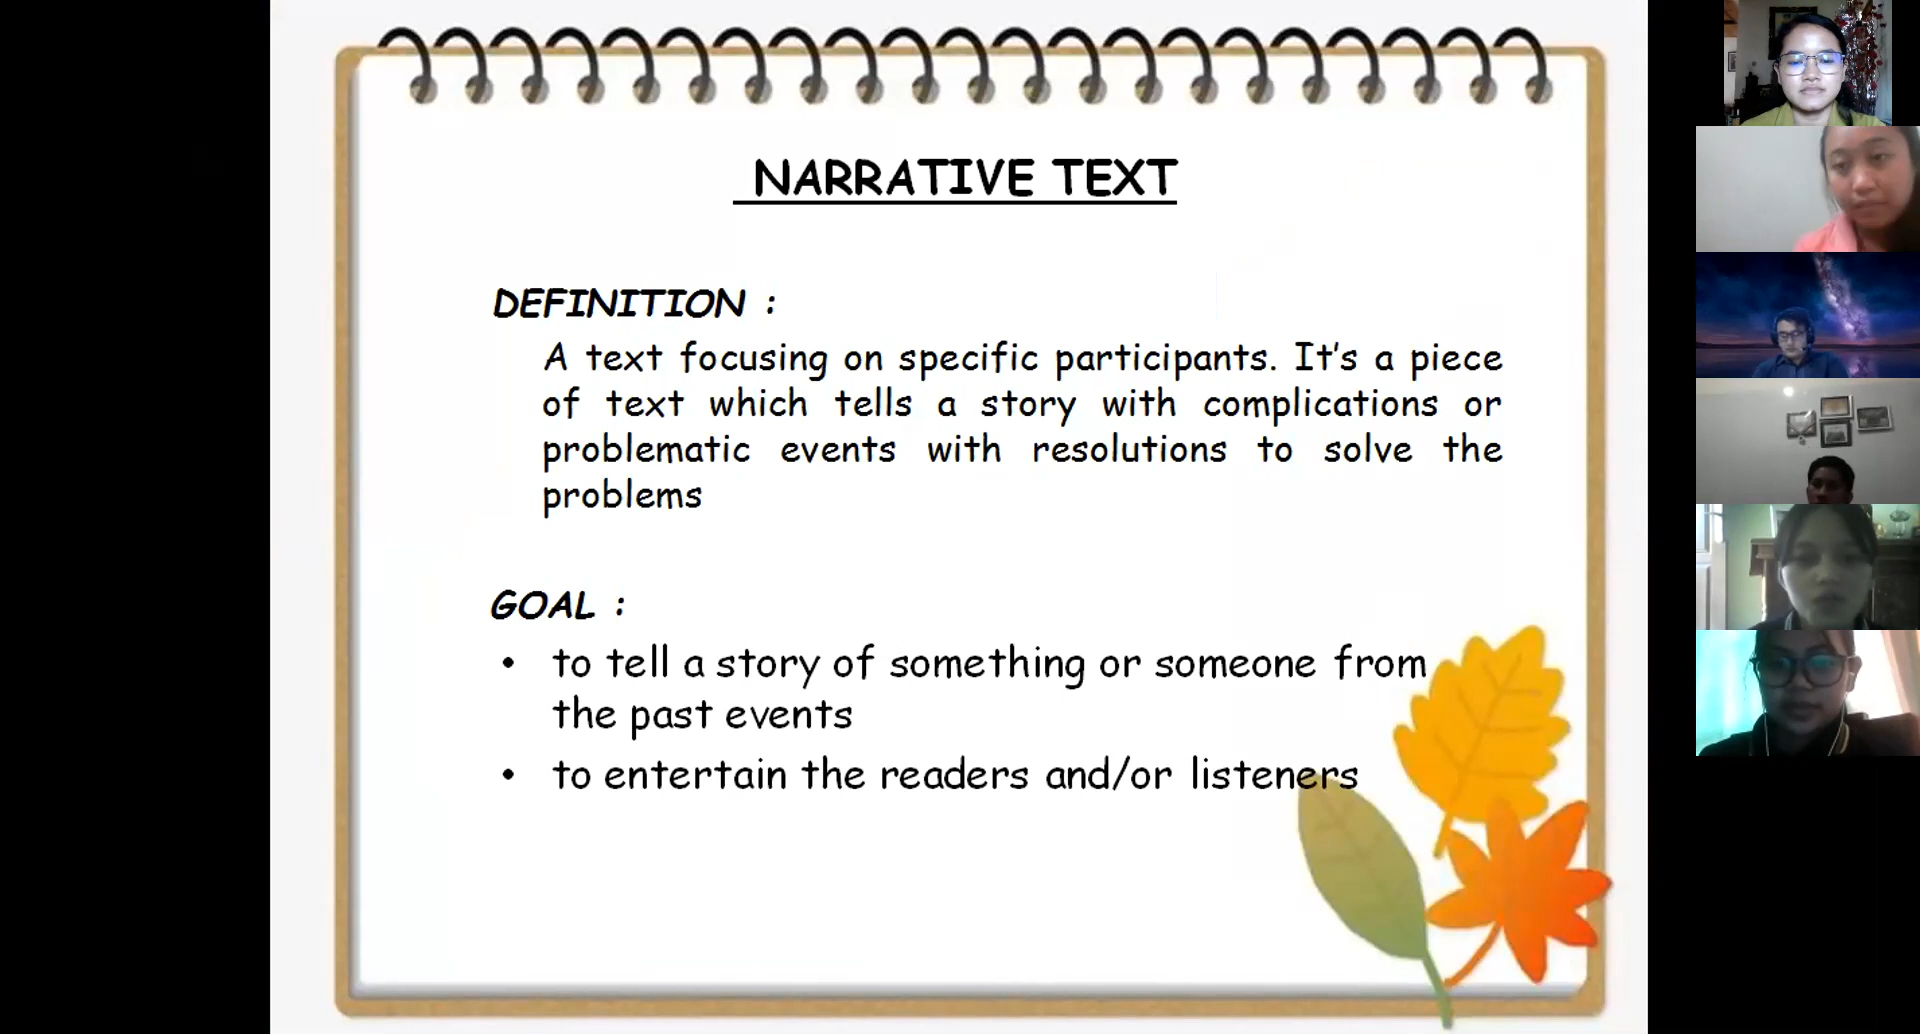 NARRATIVE TEXT
DEFINITION :
A text focusing on specific participants. It's a piece
of text which tells a story with complications or
problematic events with resolutions to solve the
problems
GOAL :
• to tell a story of something or someone from
the past events
• to entertain the readers and/or listeners